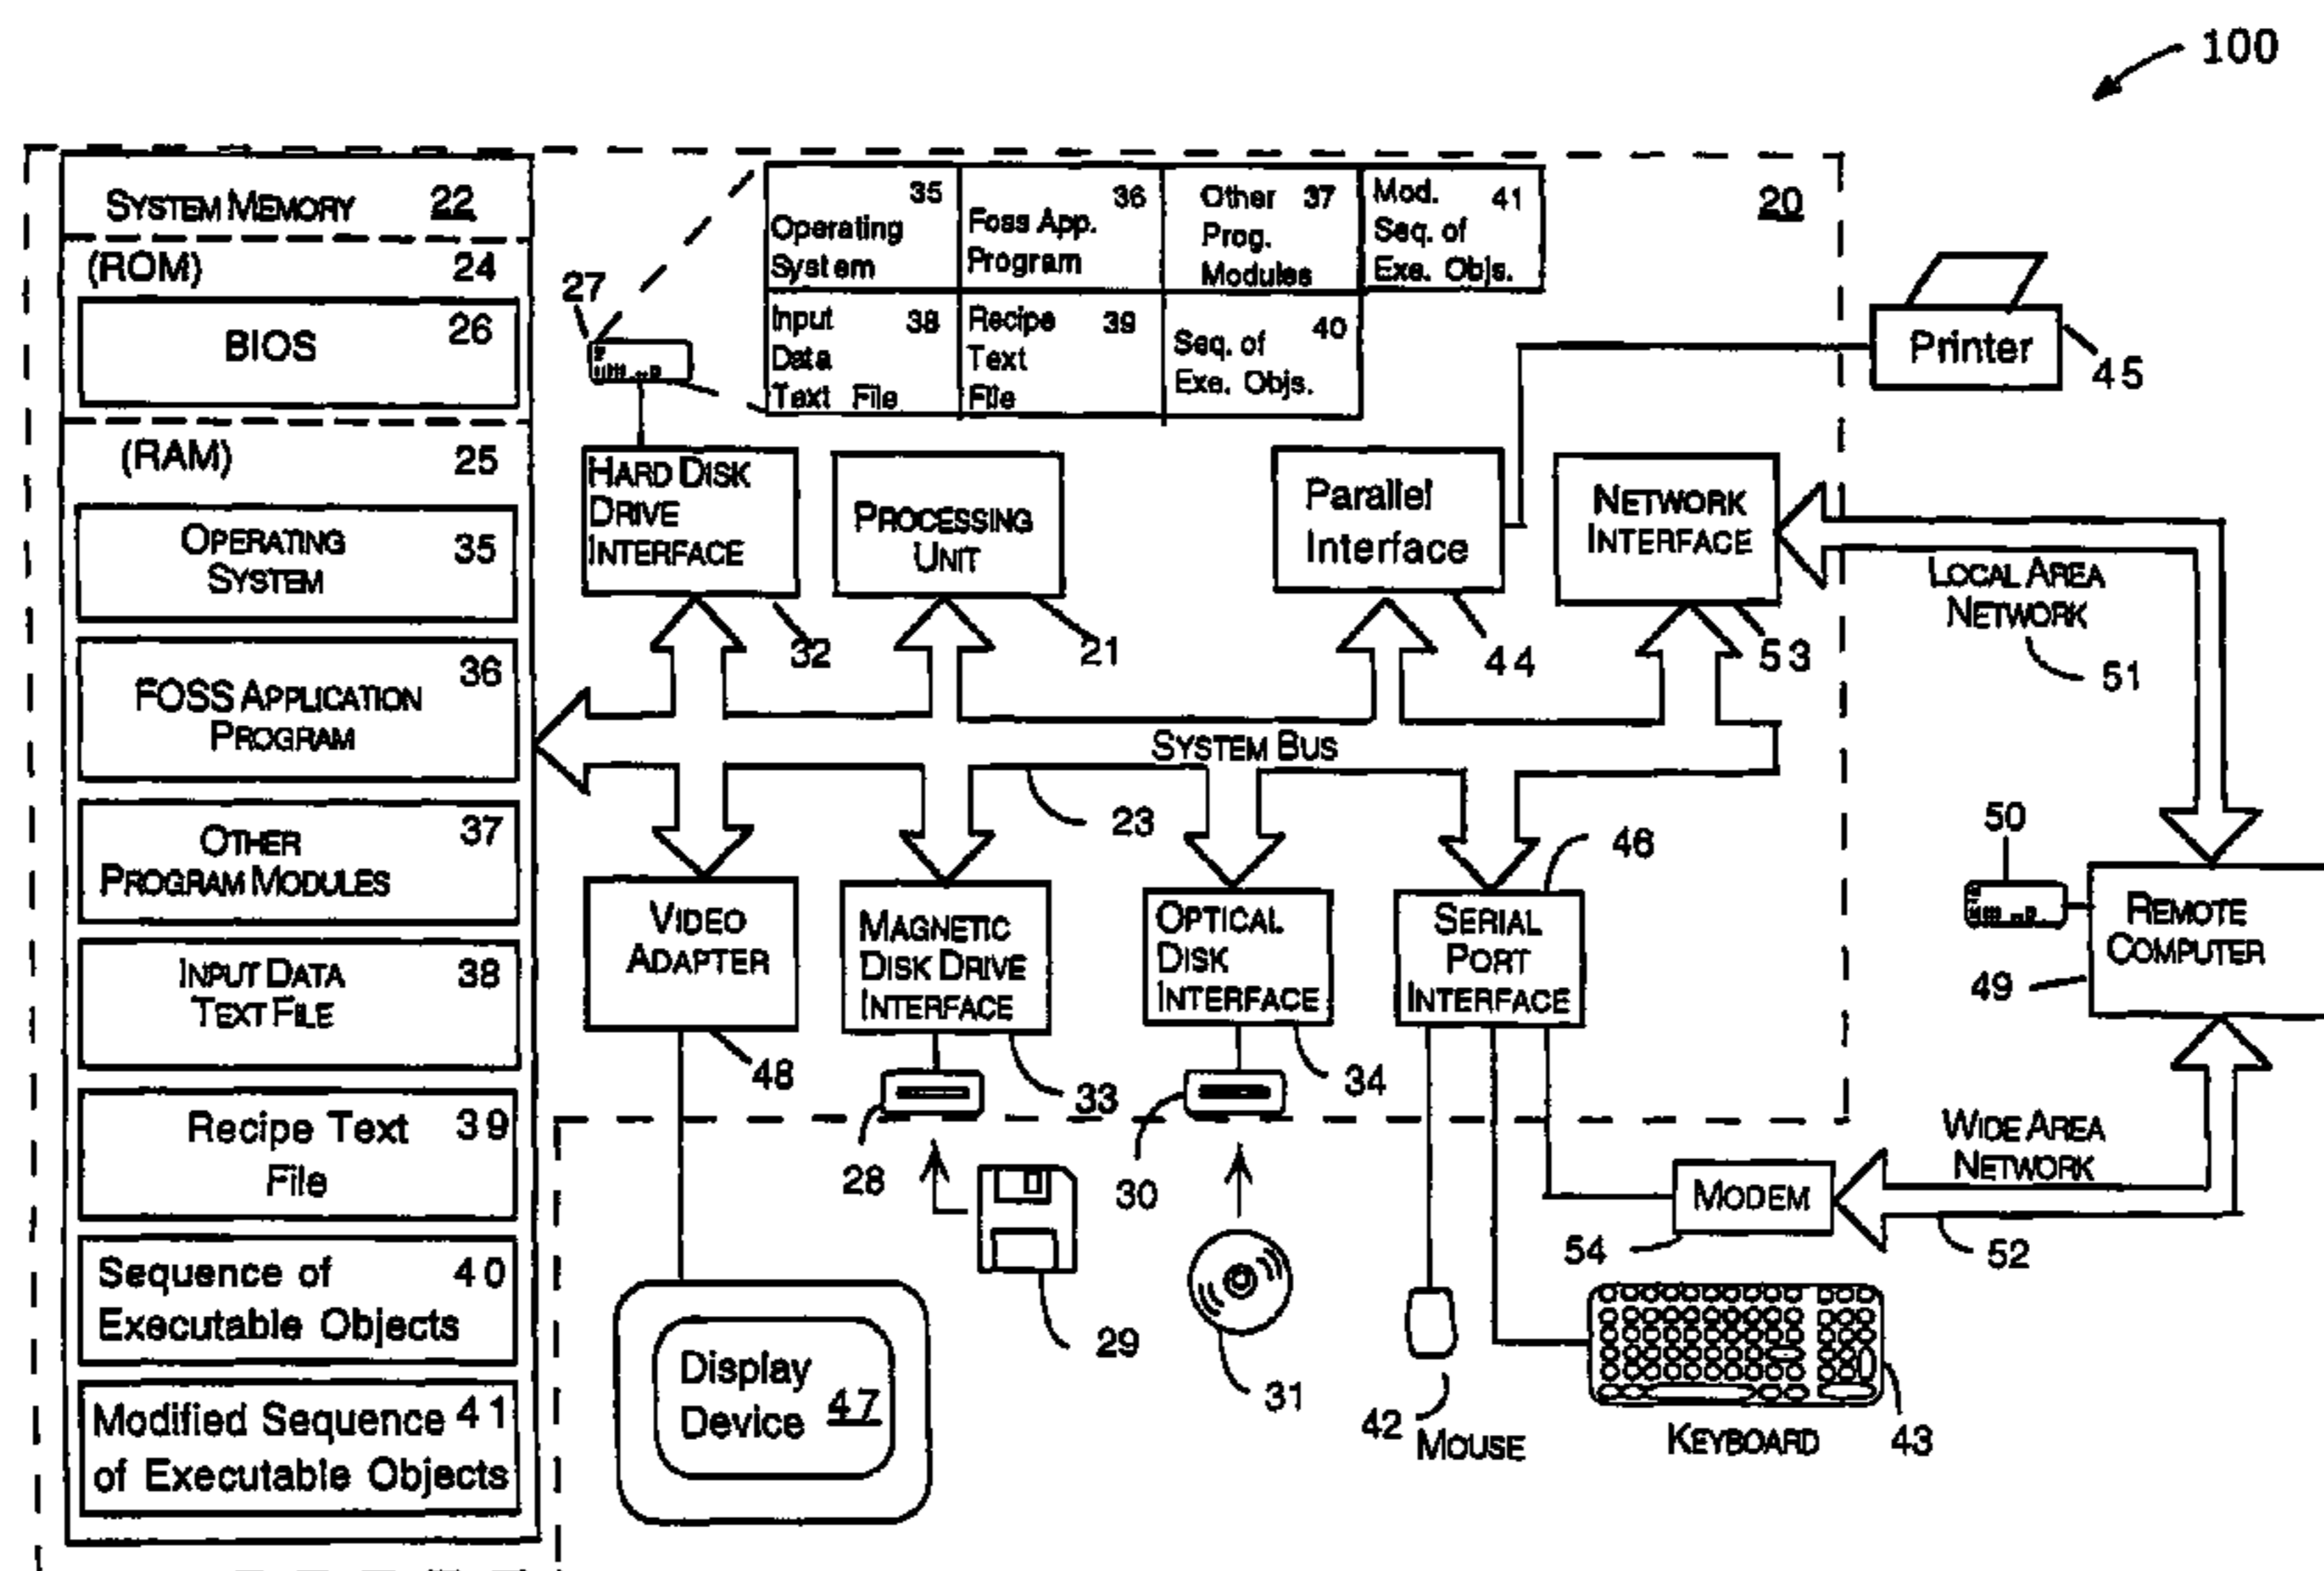 100
SYSTEM MEMORY 22
(ROM) 24
BIOS 26
(RAM) 25
OPERATING 35
SYSTEM
FOSS APPLICATION 36
PROGRAM
OTHER 37
PROGRAM MODULES
INPUT DATA 38
TEXT FILE
Recipe Text 39
File
Sequence of 40
Executable Objects
Modified Sequence 41
of Executable Objects
27
35
Operating
System
36
Foss App.
Program
Other 37
Prog.
Modules
Mod. 41
Seq. of
Exe. Objs.
Input 38
Data
Text File
Recipe 39
Text
File
40
Seq. of
Exe. Objs.
20
Printer
45
HARD DISK
DRIVE
INTERFACE
32
PROCESSING
UNIT
21
Parallel
Interface
44
NETWORK
INTERFACE
53
LOCAL AREA
NETWORK
51
SYSTEM BUS
23
46
50
VIDEO
ADAPTER
48
MAGNETIC
DISK DRIVE
INTERFACE
33
OPTICAL
DISK
INTERFACE
34
SERIAL
PORT
INTERFACE
REMOTE
COMPUTER
49
28
30
WIDE AREA
NETWORK
MODEM
54
52
29
31
Display
Device 47
42
MOUSE
KEYBOARD
43